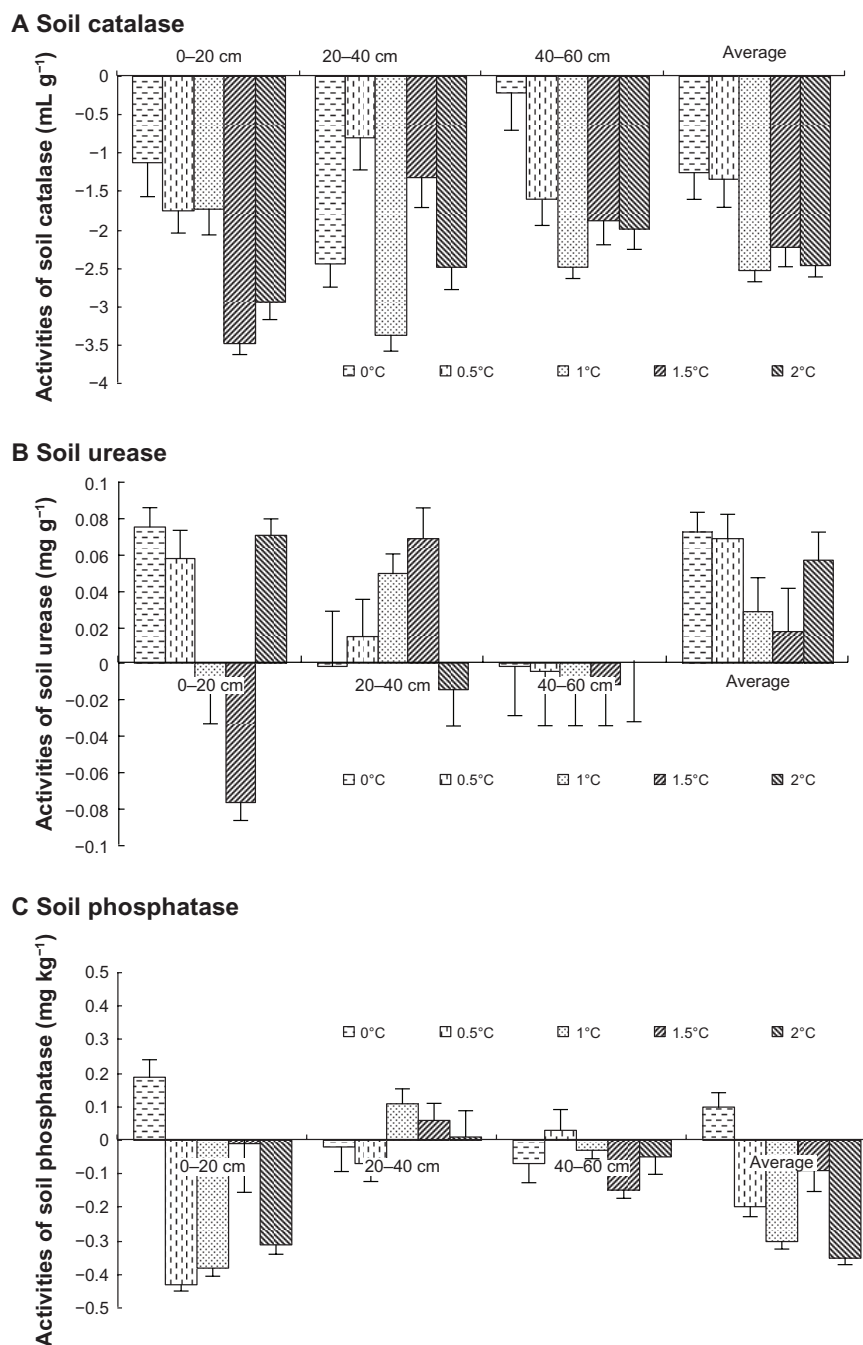 A Soil catalase
0–20 cm 20–40 cm 40–60 cm Average
Activities of soil catalase (mL g⁻¹)
0
−0.5
−1
−1.5
−2
−2.5
−3
−3.5
−4
0°C 0.5°C 1°C 1.5°C 2°C
B Soil urease
Activities of soil urease (mg g⁻¹)
0.1
0.08
0.06
0.04
0.02
0
−0.02
−0.04
−0.06
−0.08
−0.1
0–20 cm 20–40 cm 40–60 cm Average
0°C 0.5°C 1°C 1.5°C 2°C
C Soil phosphatase
Activities of soil phosphatase (mg kg⁻¹)
0.5
0.4
0.3
0.2
0.1
0
−0.1
−0.2
−0.3
−0.4
−0.5
0°C 0.5°C 1°C 1.5°C 2°C
0–20 cm 20–40 cm 40–60 cm Average